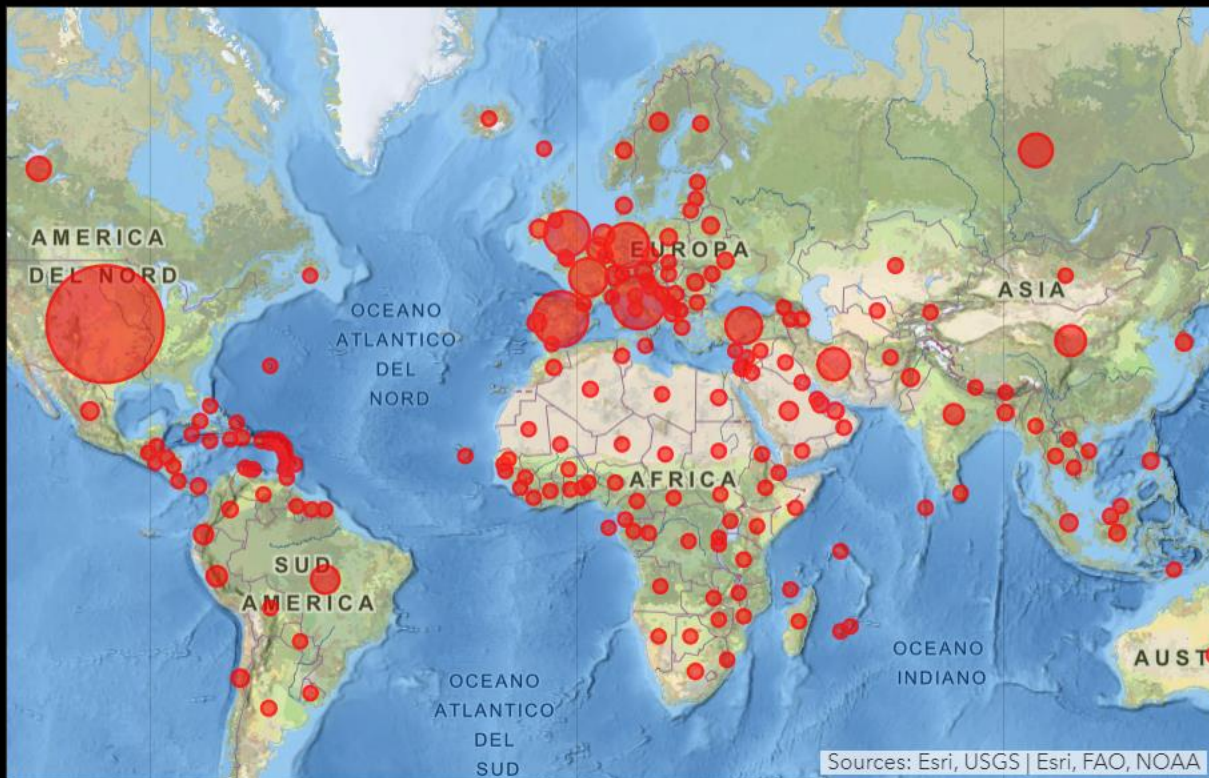 AMERICA
DEL NORD
OCEANO
ATLANTICO
DEL
NORD
EUROPA
ASIA
AFRICA
SUD
AMERICA
OCEANO
ATLANTICO
DEL
SUD
OCEANO
INDIANO
AUST
Sources: Esri, USGS | Esri, FAO, NOAA